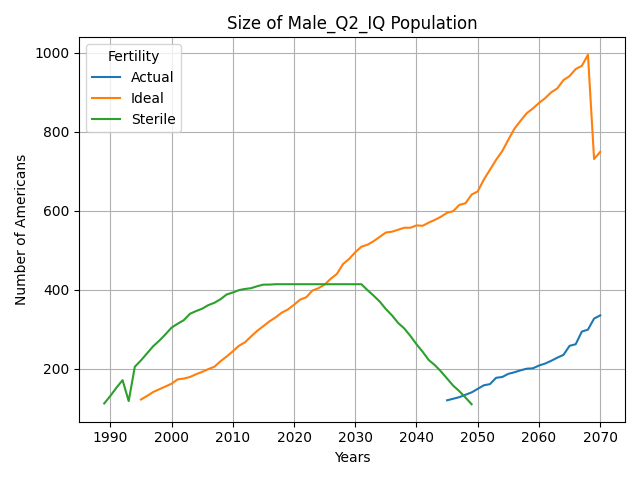 Size of Male_Q2_IQ Population
Fertility
Actual
Ideal
Sterile
1000
800
600
400
200
Number of Americans
1990 2000 2010 2020 2030 2040 2050 2060 2070
Years